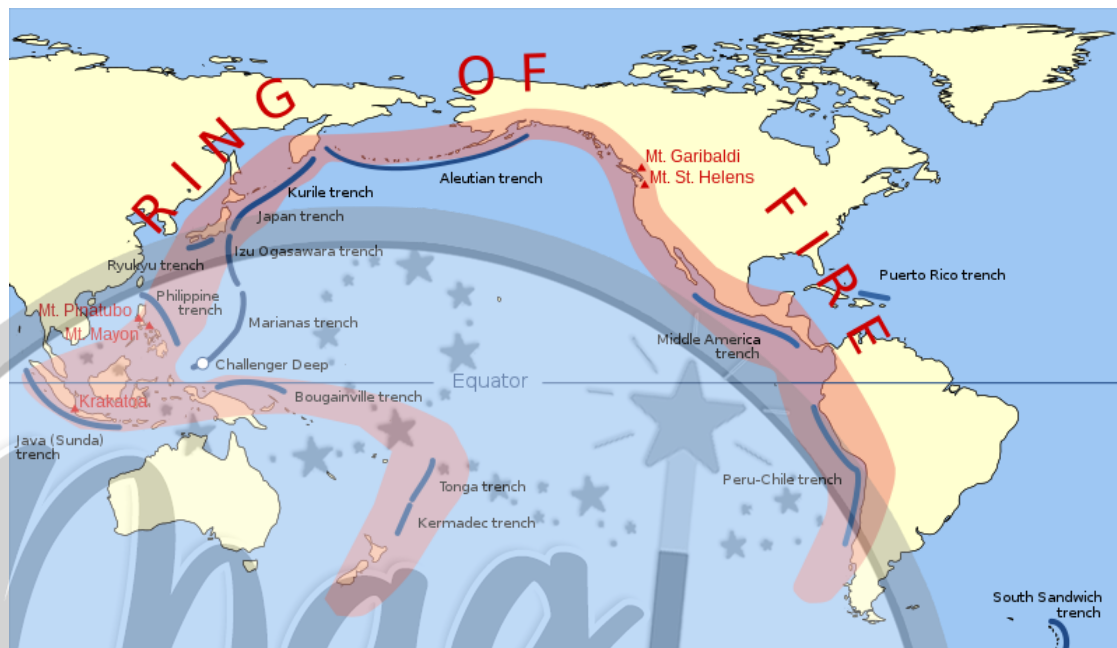 RING OF FIRE
Mt. Garibaldi
Mt. St. Helens
Aleutian trench
Kurile trench
Japan trench
Izu Ogasawara trench
Ryukyu trench
Puerto Rico trench
Philippine
trench
Mt. Pinatubo
Mt. Mayon
Marianas trench
Middle America
trench
Challenger Deep
Equator
Bougainville trench
Krakatoa
Java (Sunda)
trench
Peru-Chile trench
Tonga trench
Kermadec trench
South Sandwich
trench